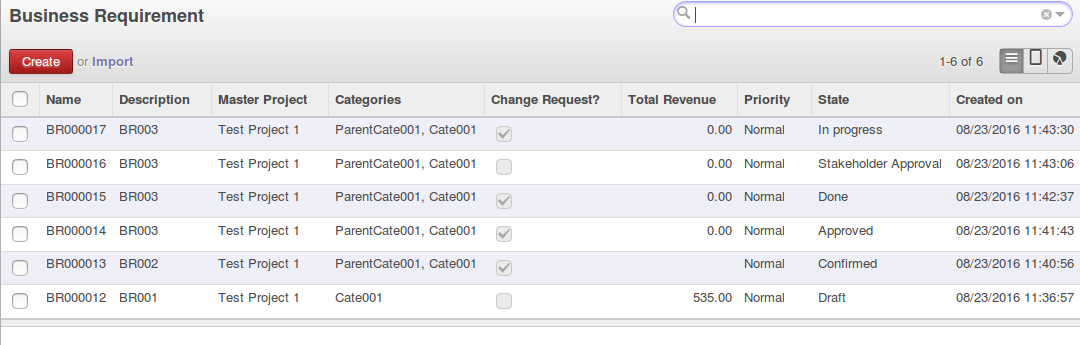 Business Requirement
Create or Import
1-6 of 6
Name Description Master Project Categories Change Request? Total Revenue Priority State Created on
BR000017 BR003 Test Project 1 ParentCate001, Cate001 0.00 Normal In progress 08/23/2016 11:43:30
BR000016 BR003 Test Project 1 ParentCate001, Cate001 0.00 Normal Stakeholder Approval 08/23/2016 11:43:06
BR000015 BR003 Test Project 1 ParentCate001, Cate001 0.00 Normal Done 08/23/2016 11:42:37
BR000014 BR003 Test Project 1 ParentCate001, Cate001 0.00 Normal Approved 08/23/2016 11:41:43
BR000013 BR002 Test Project 1 ParentCate001, Cate001 Normal Confirmed 08/23/2016 11:40:56
BR000012 BR001 Test Project 1 Cate001 535.00 Normal Draft 08/23/2016 11:36:57